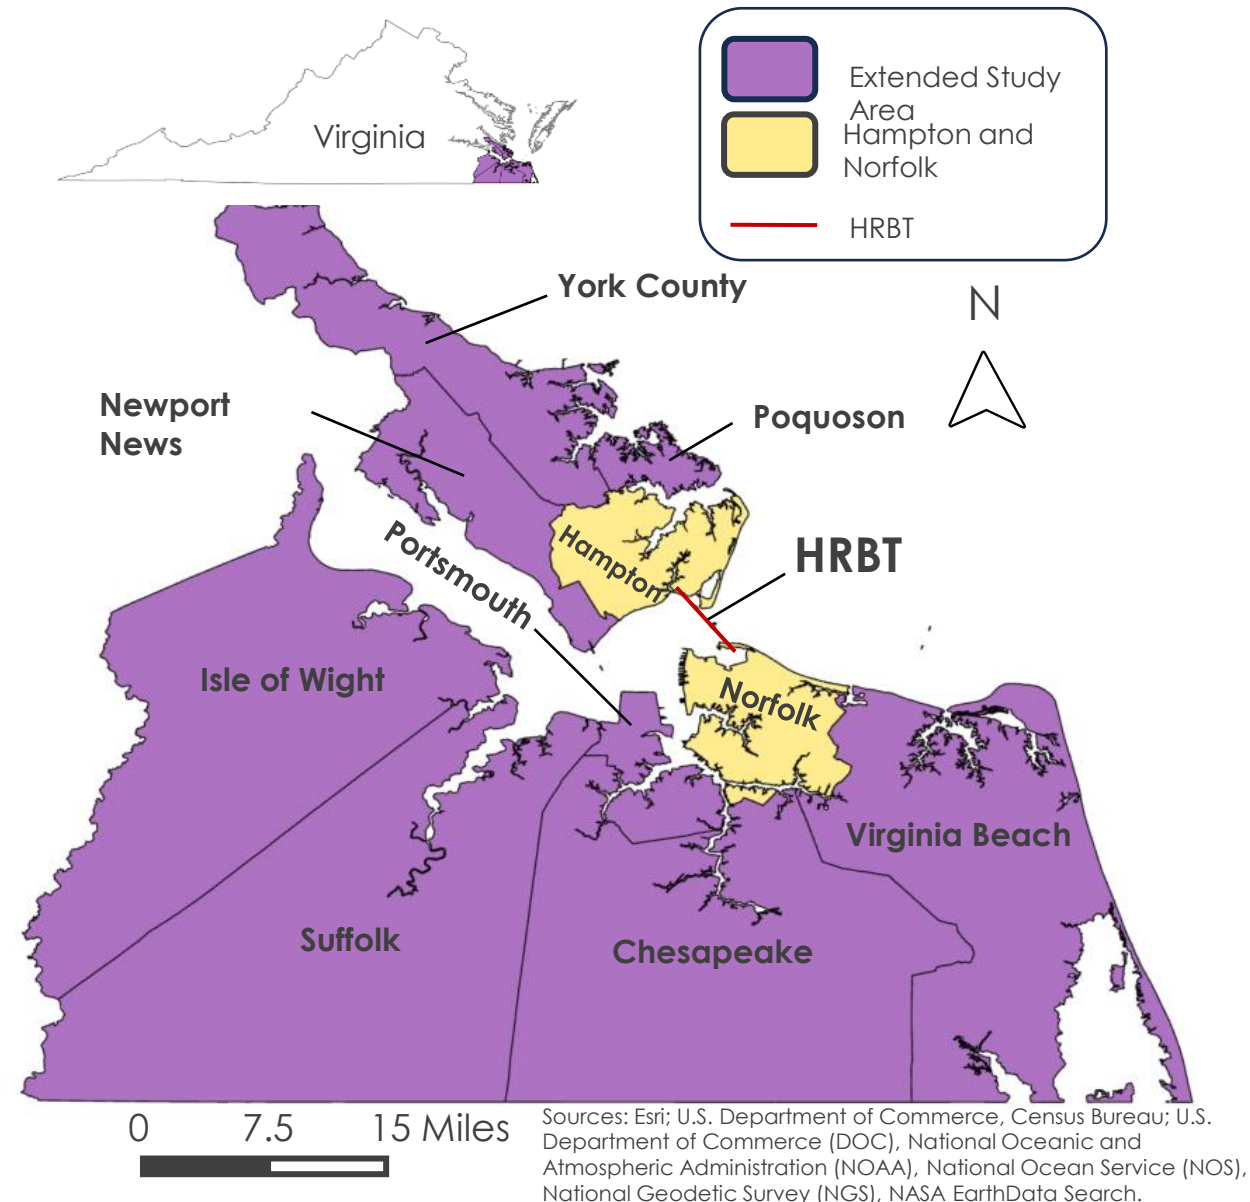 Virginia
Extended Study
Area
Hampton and
Norfolk
HRBT
York County
N
Newport
News
Poquoson
Portsmouth
Hampton
HRBT
Isle of Wight
Norfolk
Virginia Beach
Suffolk
Chesapeake
0 7.5 15 Miles
Sources: Esri; U.S. Department of Commerce, Census Bureau; U.S.
Department of Commerce (DOC), National Oceanic and
Atmospheric Administration (NOAA), National Ocean Service (NOS),
National Geodetic Survey (NGS), NASA EarthData Search.